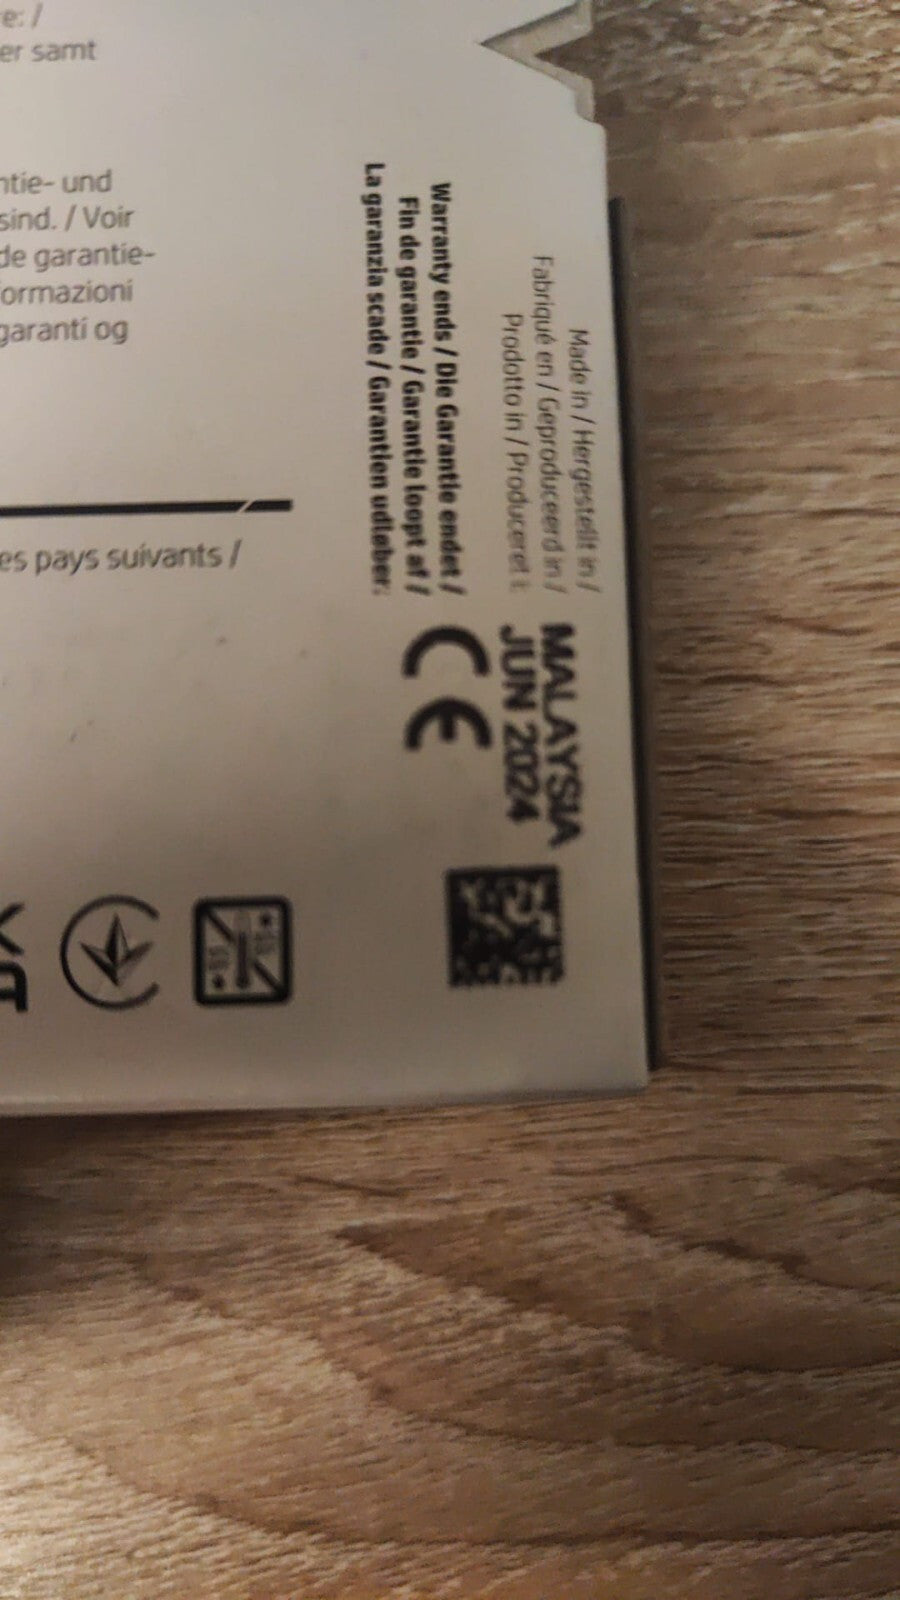 e: /
er samt
ntie- und
sind. / Voir
de garantie-
formazioni
garanti og
es pays suivants /
Made in / Hergestellt in /
Fabriqué en / Geproduceerd in /
Prodotto in / Produceret i:
MALAYSIA
JUN 2024
Warranty ends / Die Garantie endet /
Fin de garantie / Garantie loopt af /
La garanzia scade / Garantien udløber:
CE